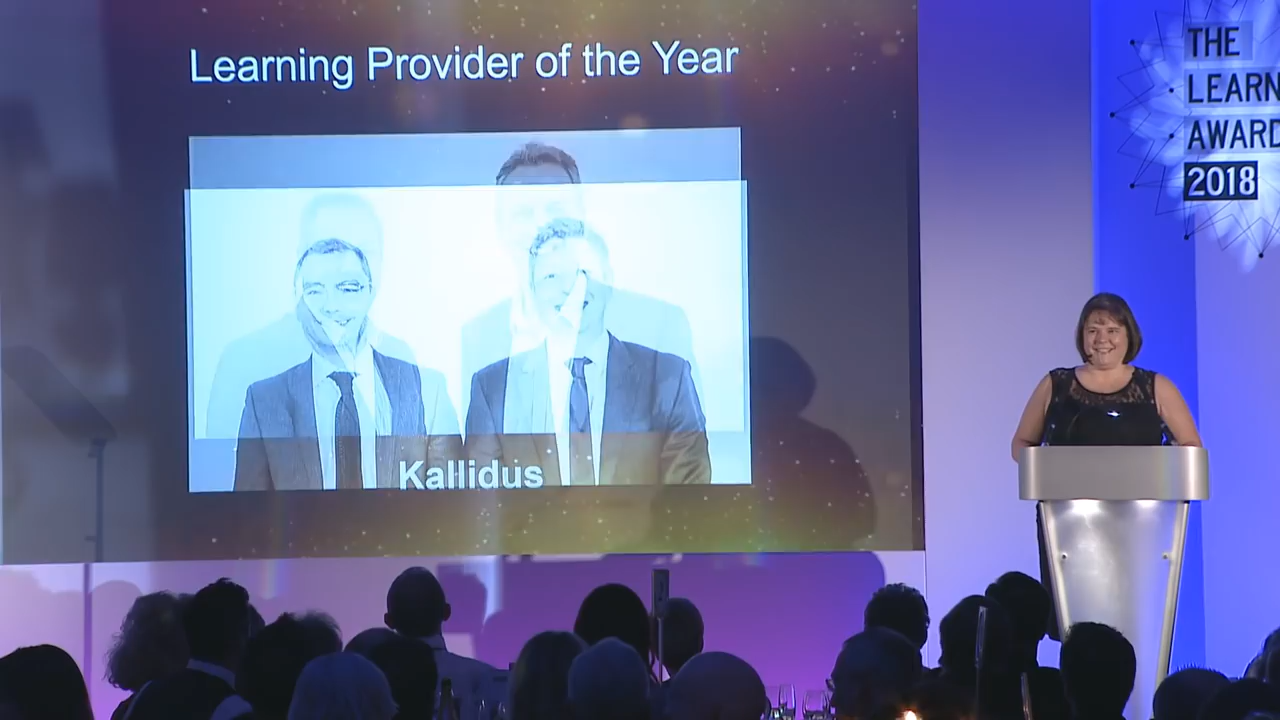 Learning Provider of the Year
Kallidus
THE
LEARN
AWARD
2018